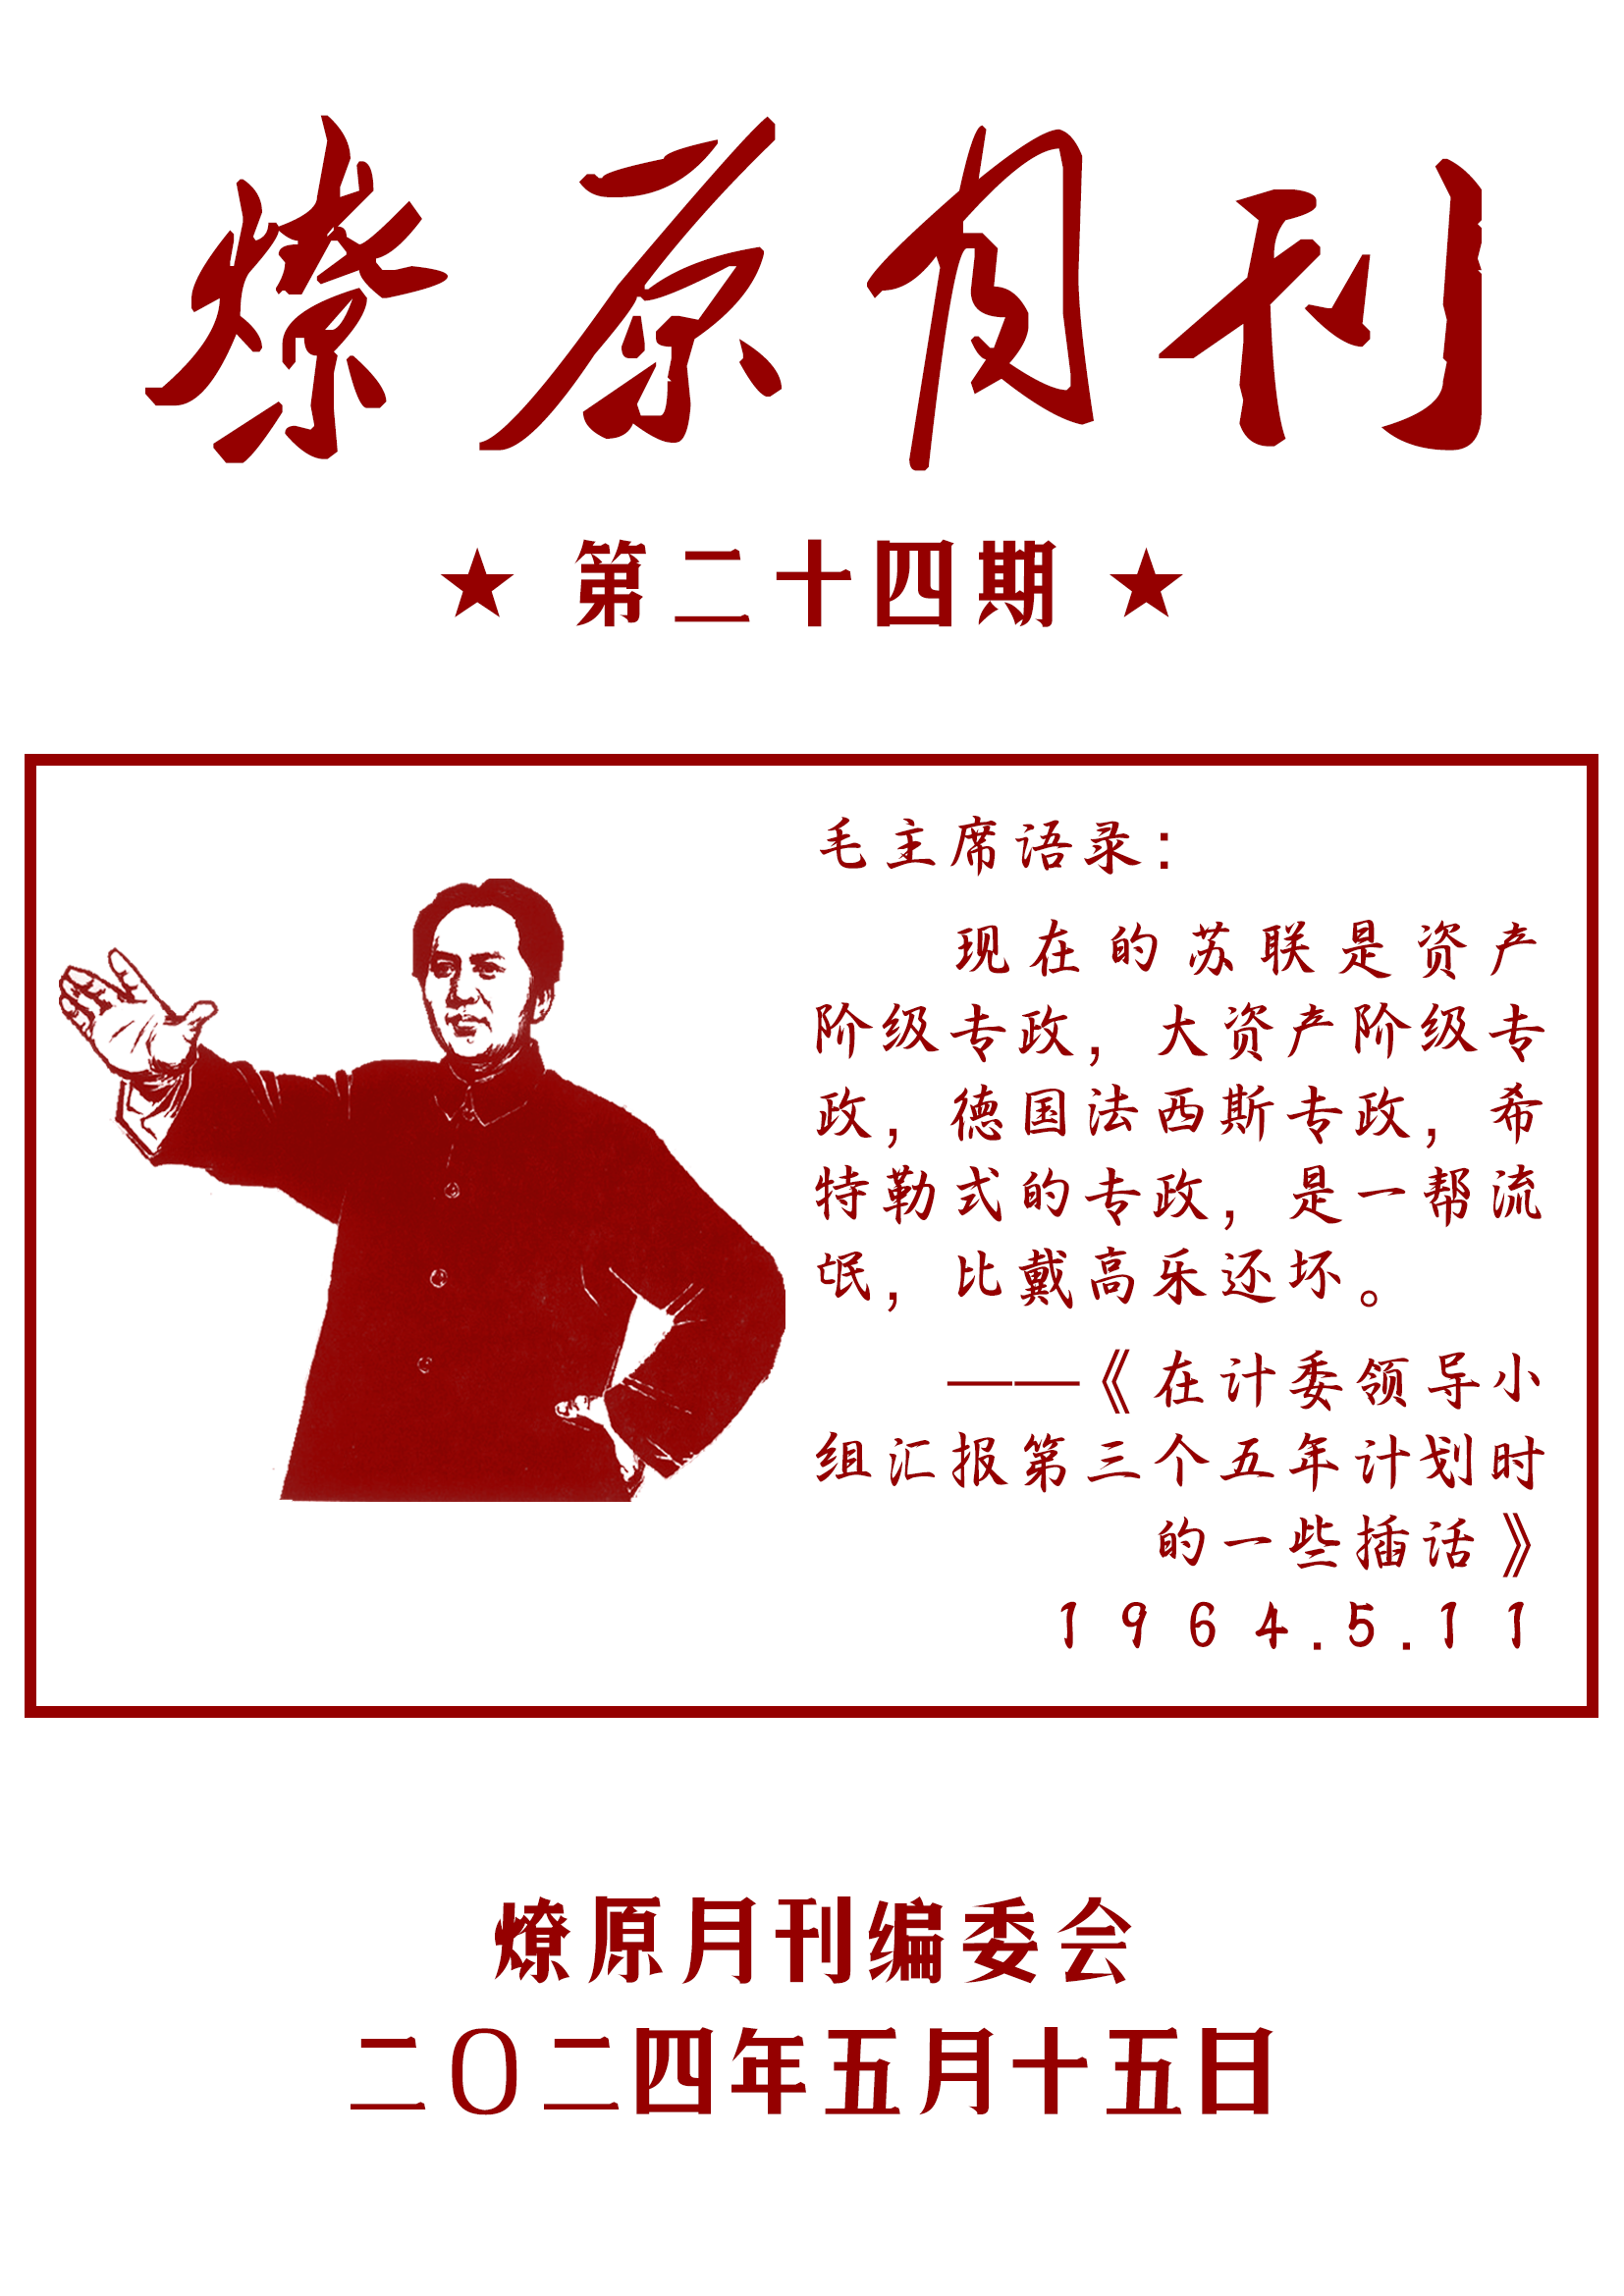 燎原月刊
★ 第二十四期 ★
毛主席语录：
现在的苏联是资产
阶级专政，大资产阶级专
政，德国法西斯专政，希
特勒式的专政，是一帮流
氓，比戴高乐还坏。
——《在计委领导小
组汇报第三个五年计划时
的一些插话》
1964.5.11
燎原月刊编委会
二〇二四年五月十五日